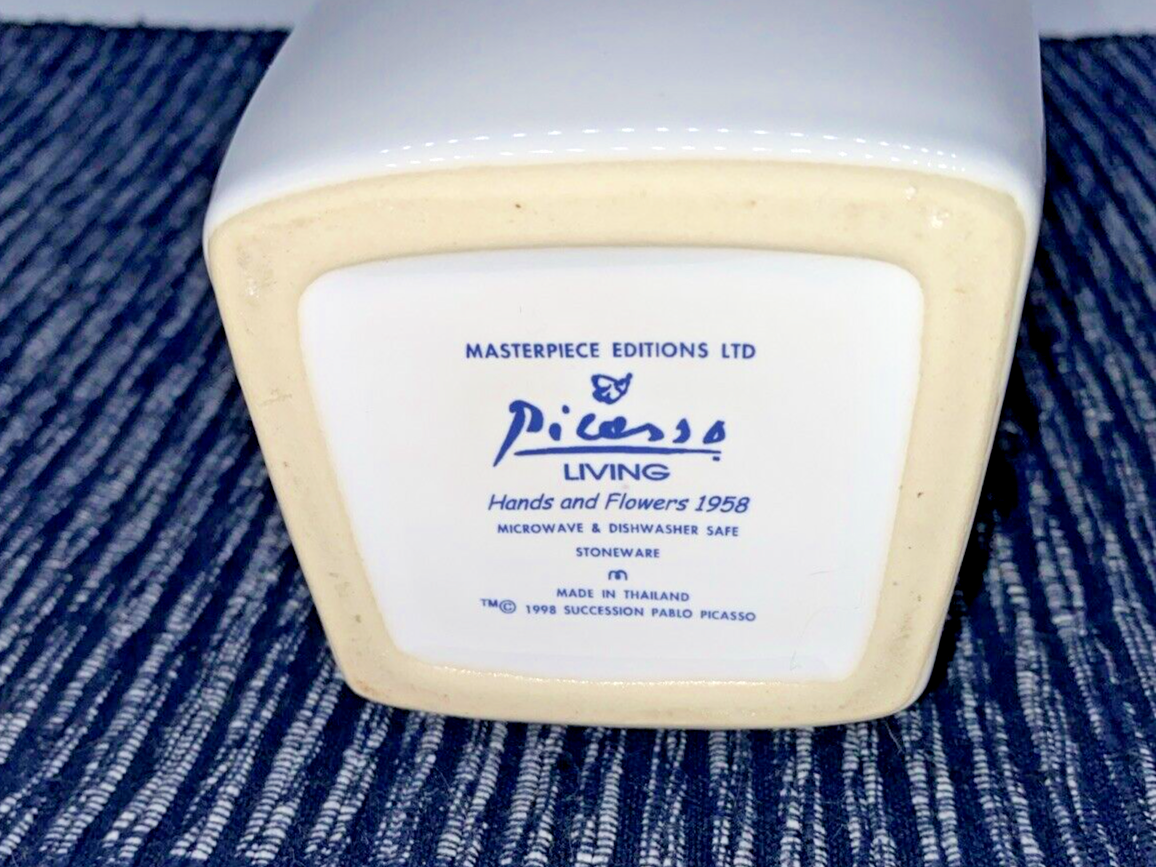 MASTERPIECE EDITIONS LTD
Picasso
LIVING
Hands and Flowers 1958
MICROWAVE & DISHWASHER SAFE
STONEWARE
m
MADE IN THAILAND
™© 1998 SUCCESSION PABLO PICASSO